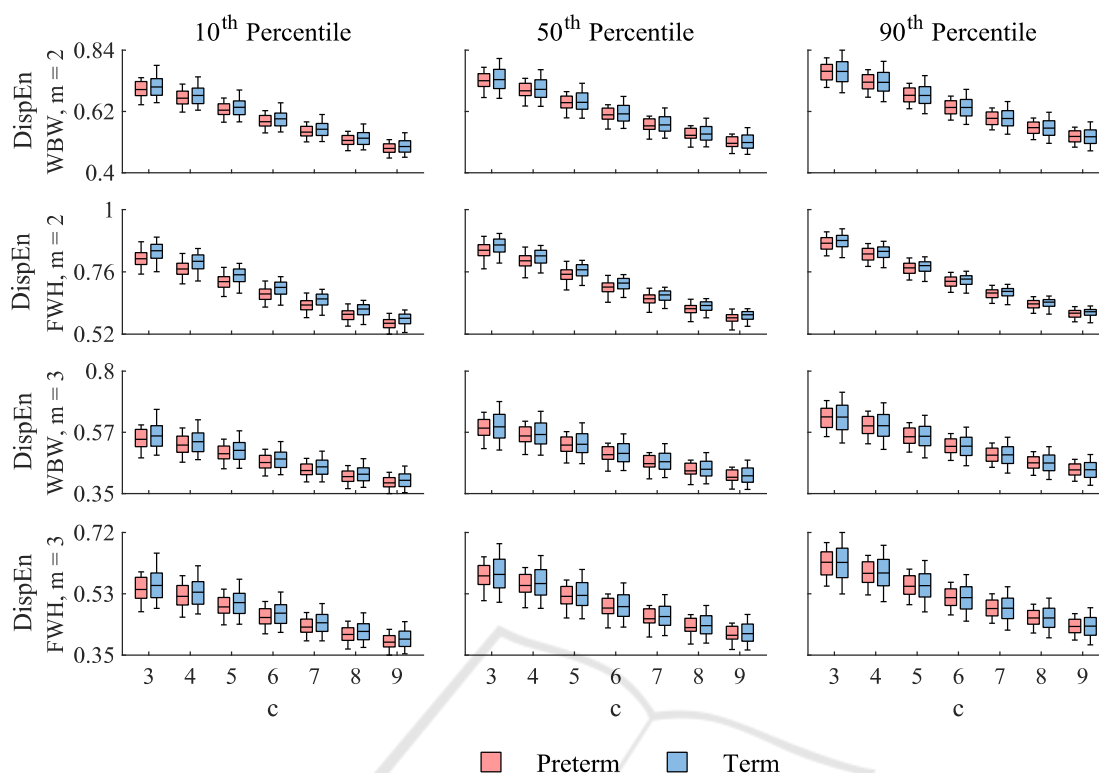 10th Percentile 50th Percentile 90th Percentile
DispEn
WBW, m = 2
0.84
0.62
0.4
DispEn
FWH, m = 2
1
0.76
0.52
DispEn
WBW, m = 3
0.8
0.57
0.35
DispEn
FWH, m = 3
0.72
0.53
0.35
3 4 5 6 7 8 9 3 4 5 6 7 8 9 3 4 5 6 7 8 9
c c c
Preterm Term